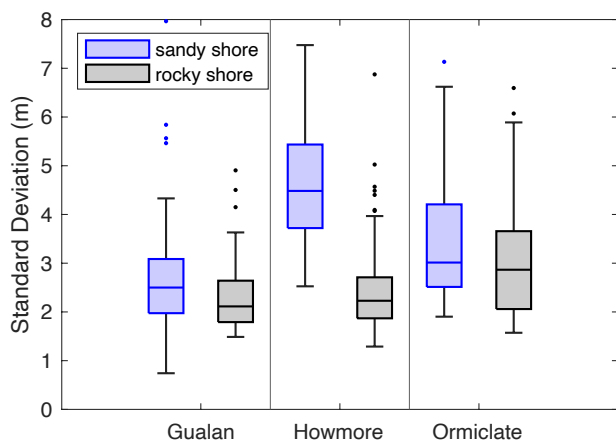 8
7
6
5
4
3
2
1
0
Standard Deviation (m)
sandy shore
rocky shore
Gualan Howmore Ormiclate